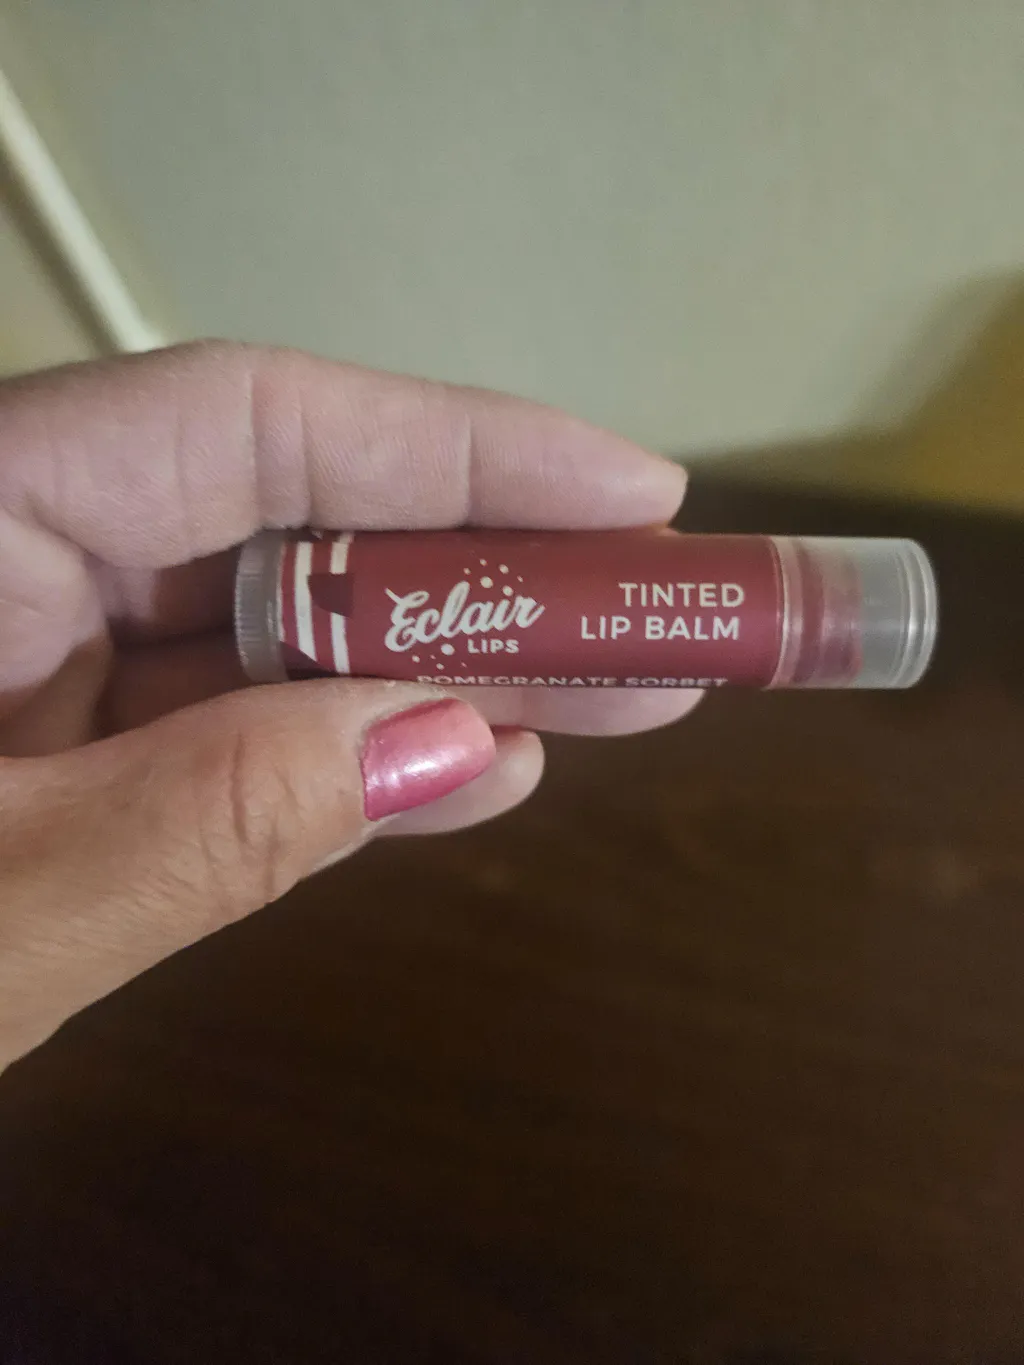 Eclair
LIPS
TINTED
LIP BALM
POMEGRANATE SORBET